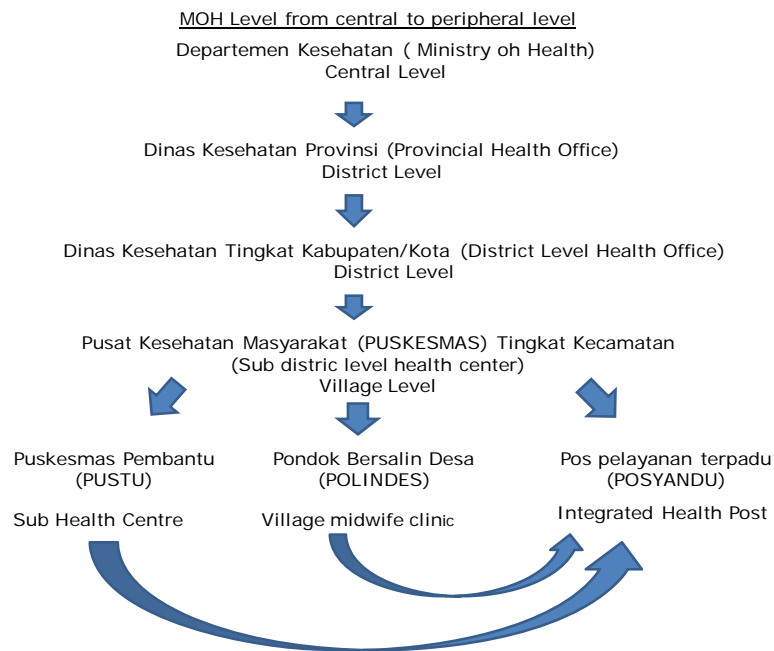 MOH Level from central to peripheral level
Departemen Kesehatan ( Ministry oh Health)
Central Level
Dinas Kesehatan Provinsi (Provincial Health Office)
District Level
Dinas Kesehatan Tingkat Kabupaten/Kota (District Level Health Office)
District Level
Pusat Kesehatan Masyarakat (PUSKESMAS) Tingkat Kecamatan
(Sub distric level health center)
Village Level
Puskesmas Pembantu
(PUSTU)
Sub Health Centre
Pondok Bersalin Desa
(POLINDES)
Village midwife clinic
Pos pelayanan terpadu
(POSYANDU)
Integrated Health Post